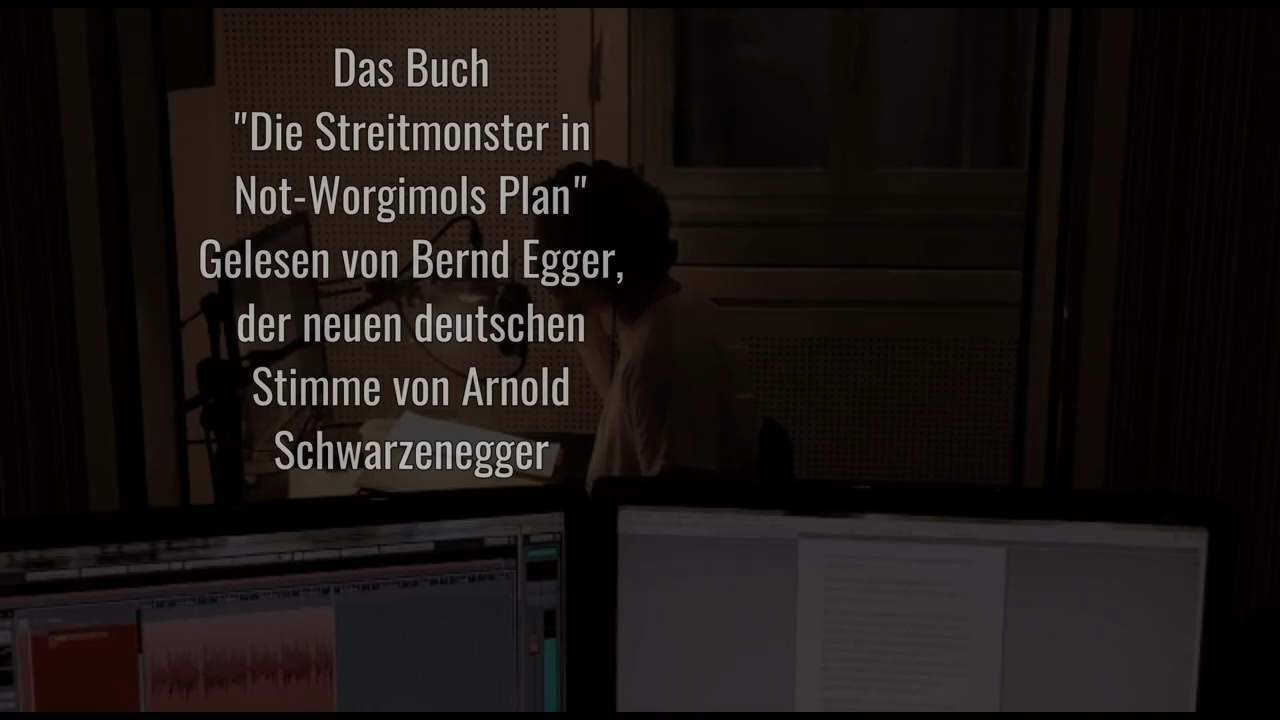 Das Buch
"Die Streitmonster in
Not-Worgimols Plan"
Gelesen von Bernd Egger,
der neuen deutschen
Stimme von Arnold
Schwarzenegger